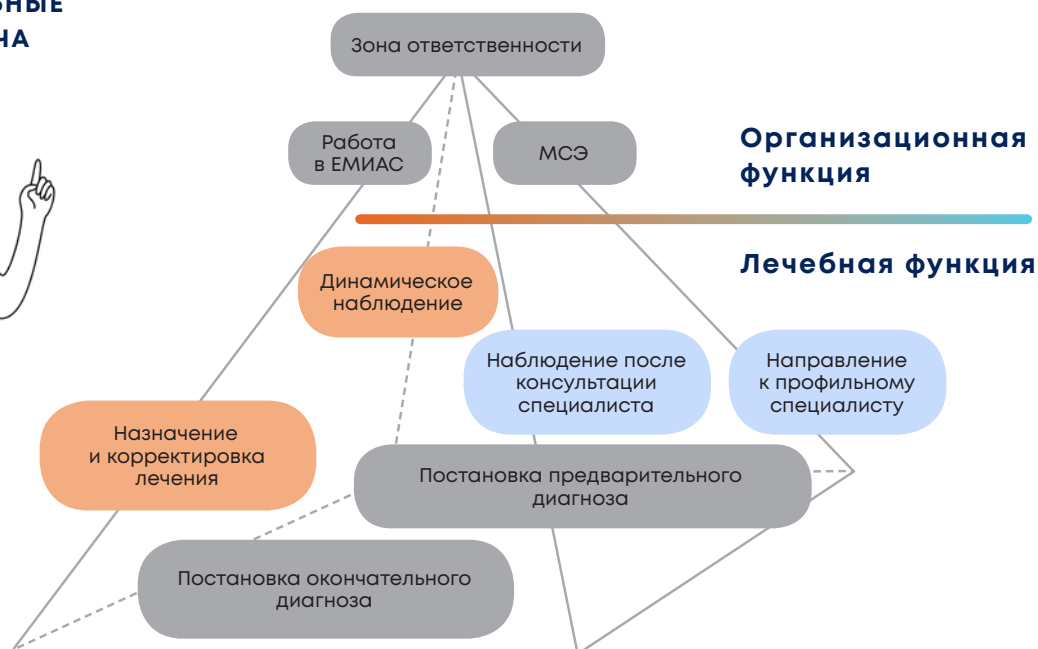 Зона ответственности
Работа
в ЕМИАС
МСЭ
Организационная
функция
Лечебная функция
Динамическое
наблюдение
Наблюдение после
консультации
специалиста
Направление
к профильному
специалисту
Назначение
и корректировка
лечения
Постановка предварительного
диагноза
Постановка окончательного
диагноза